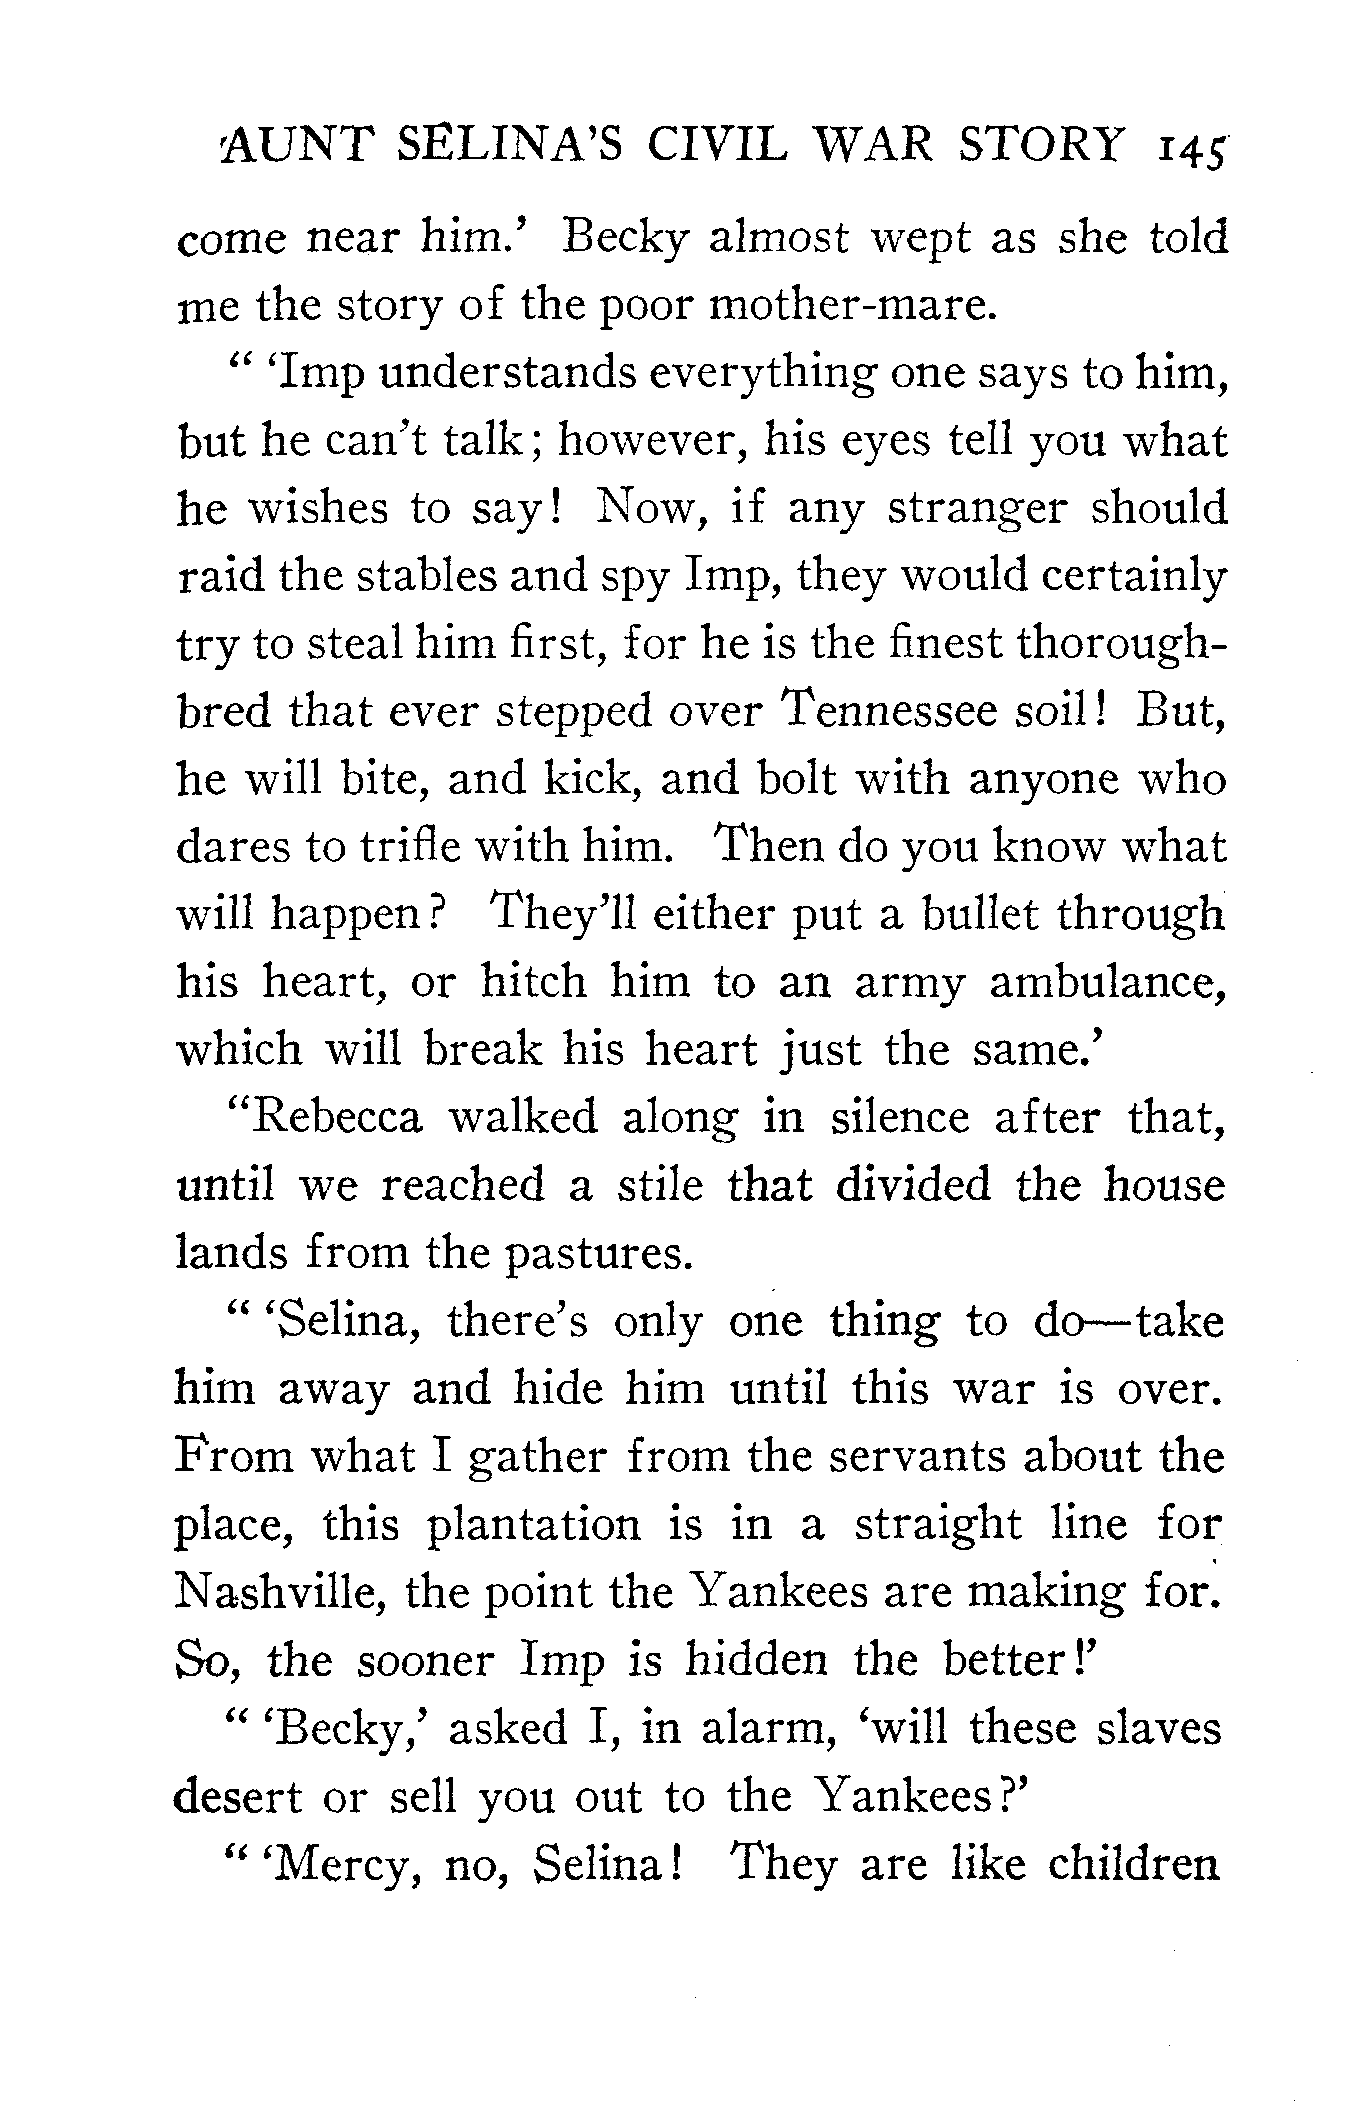 AUNT SELINA'S CIVIL WAR STORY 145
come near him.' Becky almost wept as she told
me the story of the poor mother-mare.
" 'Imp understands everything one says to him,
but he can't talk; however, his eyes tell you what
he wishes to say! Now, if any stranger should
raid the stables and spy Imp, they would certainly
try to steal him first, for he is the finest thorough-
bred that ever stepped over Tennessee soil! But,
he will bite, and kick, and bolt with anyone who
dares to trifle with him. Then do you know what
will happen? They'll either put a bullet through
his heart, or hitch him to an army ambulance,
which will break his heart just the same.'
"Rebecca walked along in silence after that,
until we reached a stile that divided the house
lands from the pastures.
" 'Selina, there's only one thing to do—take
him away and hide him until this war is over.
From what I gather from the servants about the
place, this plantation is in a straight line for
Nashville, the point the Yankees are making for.
So, the sooner Imp is hidden the better!'
" 'Becky,' asked I, in alarm, 'will these slaves
desert or sell you out to the Yankees?'
" 'Mercy, no, Selina! They are like children